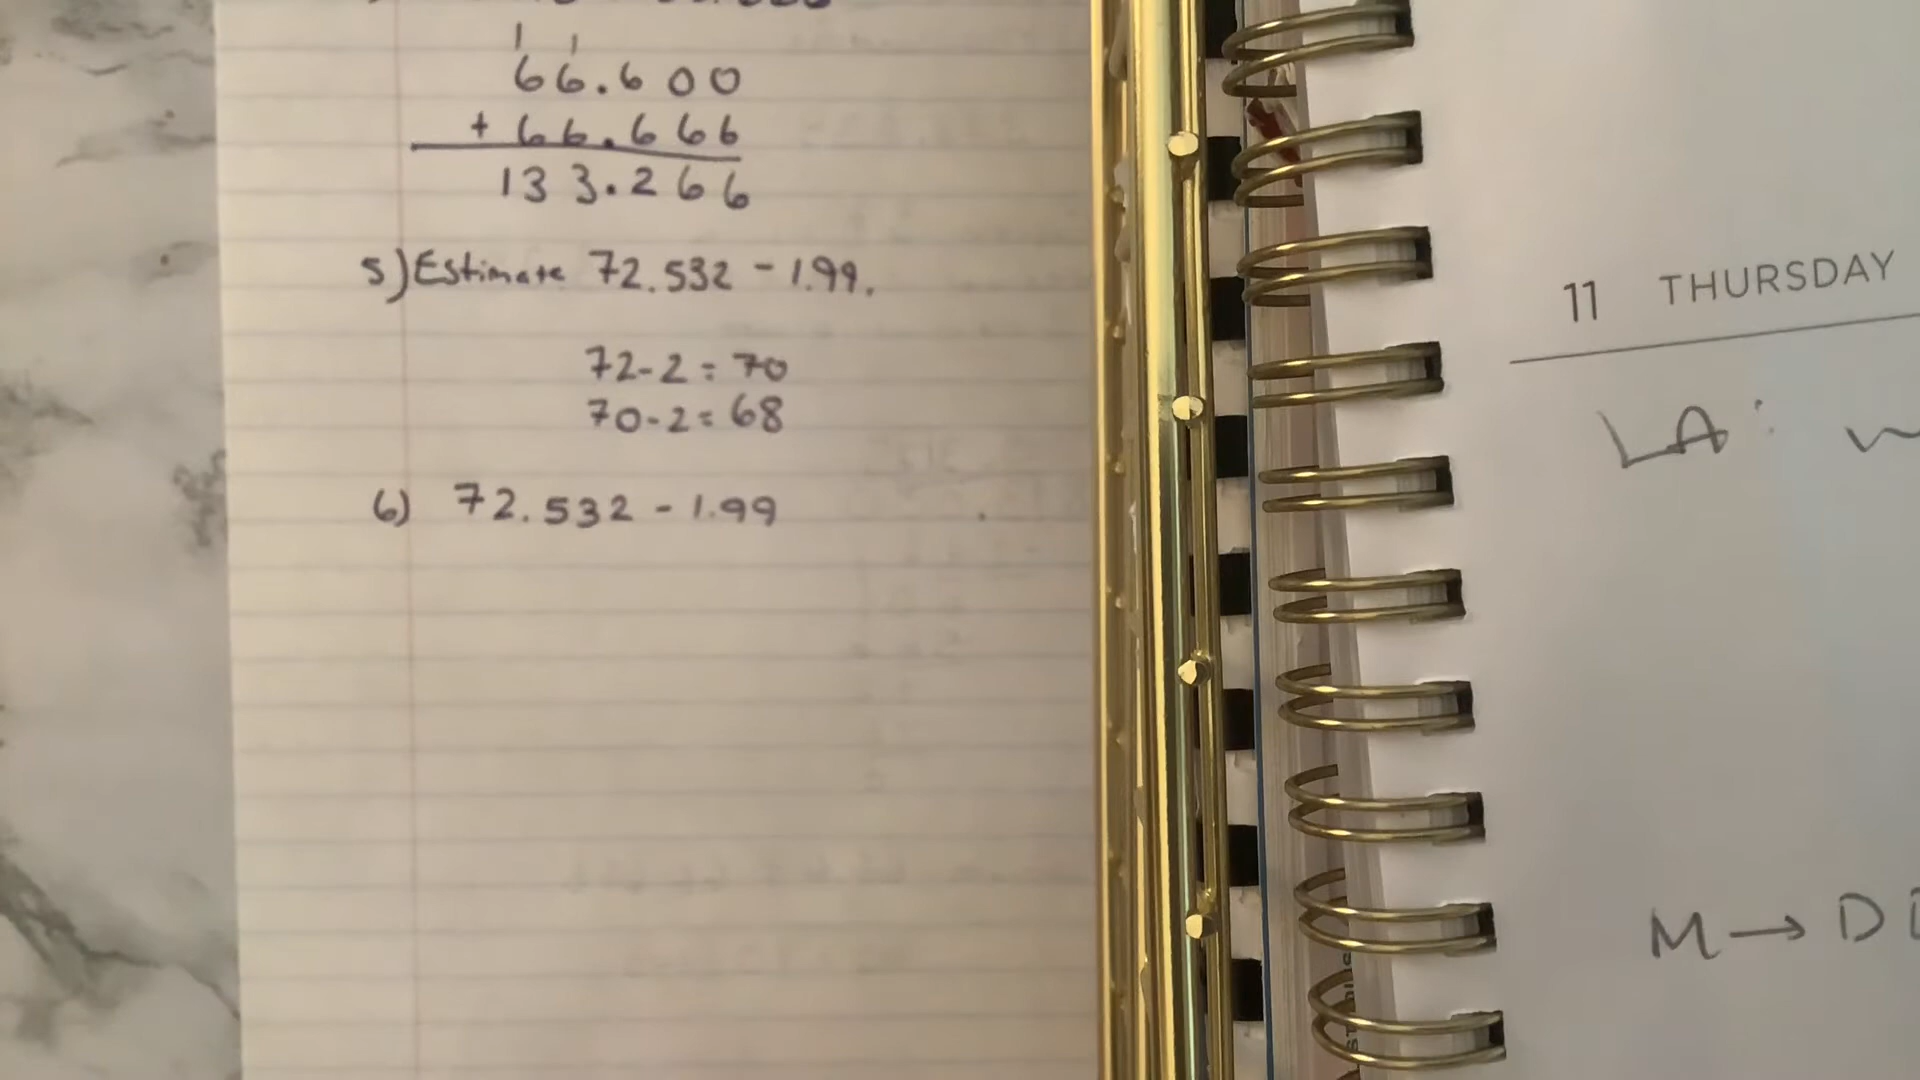 1 1
66.600
+ 66.666
133.266
5) Estimate 72.532 - 1.99.
72-2 = 70
70-2 = 68
6) 72.532 - 1.99
11 THURSDAY
LA:
M → D